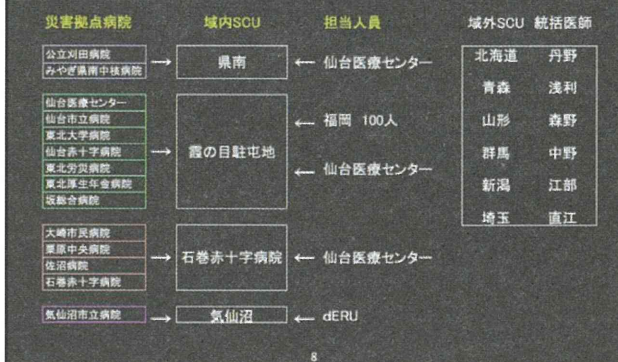 災害拠点病院 域内SCU 担当人員 域外SCU 統括医師
公立刈田病院
みやぎ県南中核病院
→ 県南 ← 仙台医療センター
仙台医療センター
仙台市立病院
東北大学病院
仙台赤十字病院
東北労災病院
東北厚生年金病院
坂総合病院
→ 霞の目駐屯地
← 福岡 100人
← 仙台医療センター
大崎市民病院
栗原中央病院
佐沼病院
石巻赤十字病院
→ 石巻赤十字病院 ← 仙台医療センター
気仙沼市立病院 → 気仙沼 ← dERU
北海道 丹野
青森 浅利
山形 森野
群馬 中野
新潟 江部
埼玉 直江
8